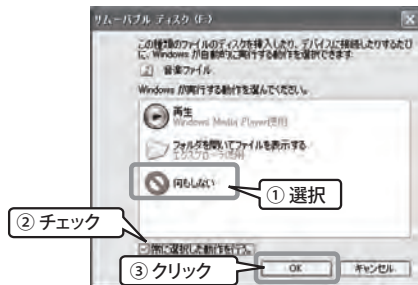 リムーバブル ディスク (F:)
この種類のファイルのディスクを挿入したり、デバイスに接続したりするたびに、Windows が自動的に実行する動作を選択できます:
音楽ファイル
Windows が実行する動作を選んでください。
再生
Windows Media Player使用
フォルダを開いてファイルを表示する
エクスプローラ使用
何もしない
① 選択
② チェック
常に選択した動作を行う。
③ クリック
OK
キャンセル